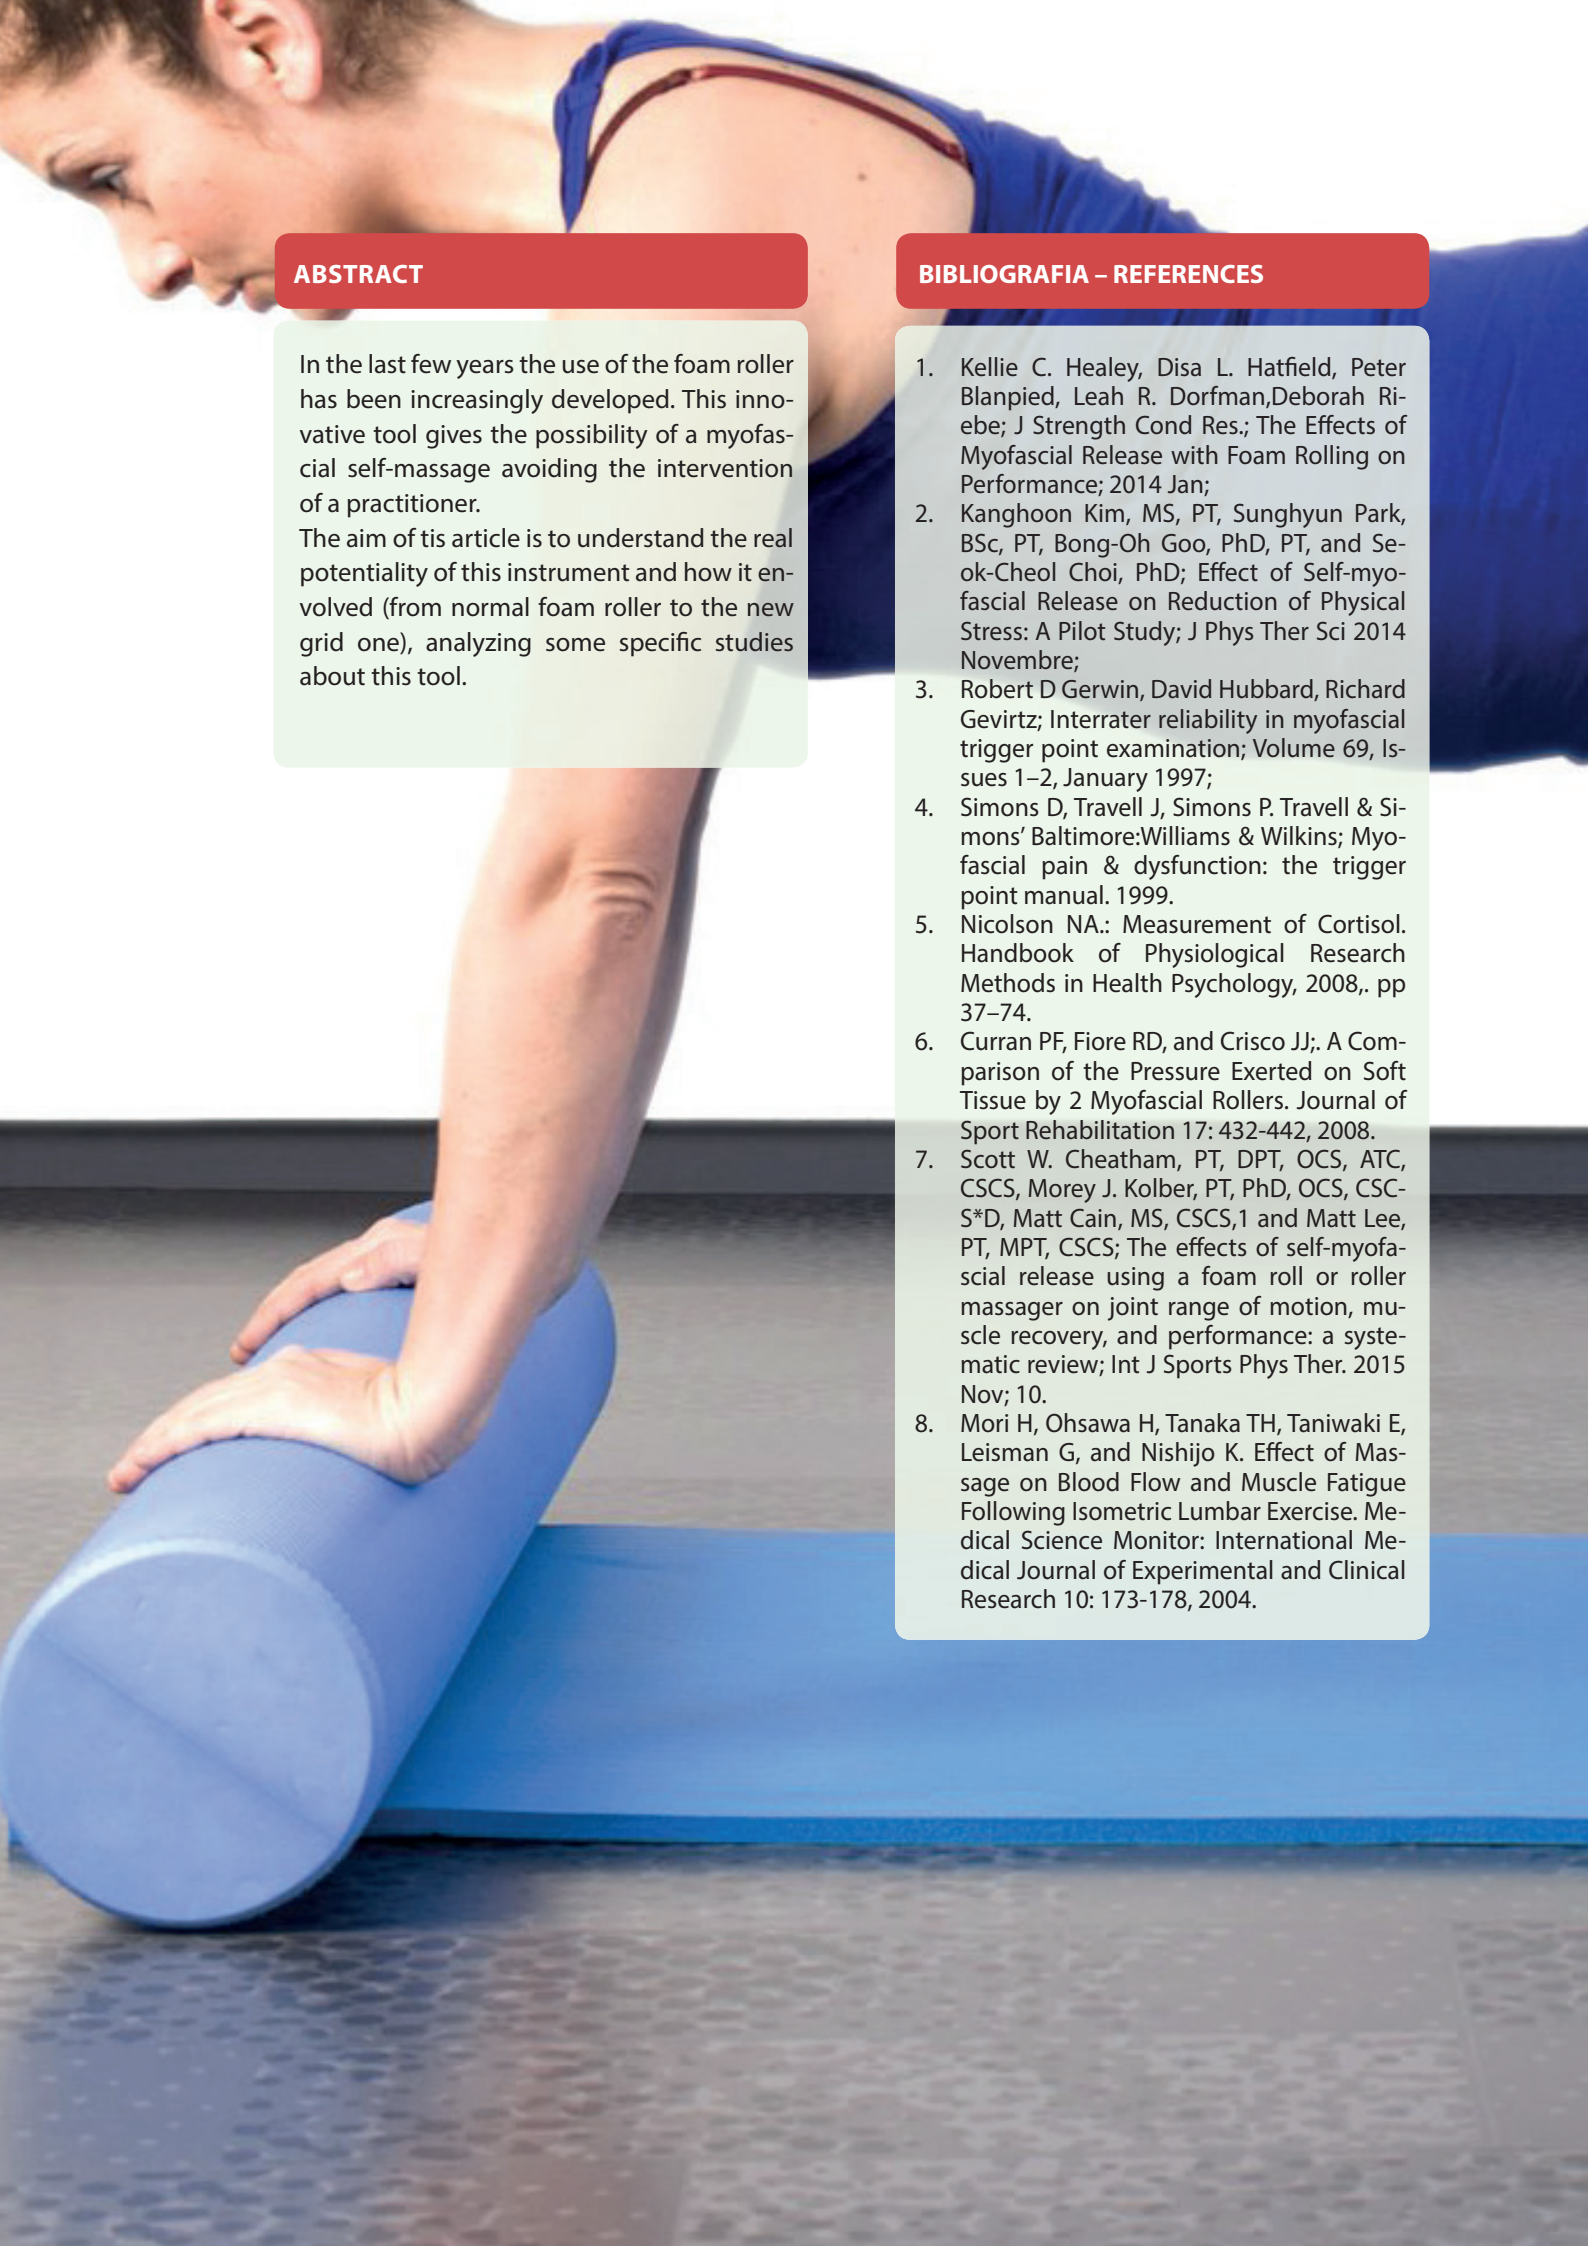 ABSTRACT
In the last few years the use of the foam roller
has been increasingly developed. This inno-
vative tool gives the possibility of a myofas-
cial self-massage avoiding the intervention
of a practitioner.
The aim of tis article is to understand the real
potentiality of this instrument and how it en-
volved (from normal foam roller to the new
grid one), analyzing some specific studies
about this tool.
BIBLIOGRAFIA – REFERENCES
1. Kellie C. Healey, Disa L. Hatfield, Peter
Blanpied, Leah R. Dorfman,Deborah Ri-
ebe; J Strength Cond Res.; The Effects of
Myofascial Release with Foam Rolling on
Performance; 2014 Jan;
2. Kanghoon Kim, MS, PT, Sunghyun Park,
BSc, PT, Bong-Oh Goo, PhD, PT, and Se-
ok-Cheol Choi, PhD; Effect of Self-myo-
fascial Release on Reduction of Physical
Stress: A Pilot Study; J Phys Ther Sci 2014
Novembre;
3. Robert D Gerwin, David Hubbard, Richard
Gevirtz; Interrater reliability in myofascial
trigger point examination; Volume 69, Is-
sues 1–2, January 1997;
4. Simons D, Travell J, Simons P. Travell & Si-
mons’ Baltimore:Williams & Wilkins; Myo-
fascial pain & dysfunction: the trigger
point manual. 1999.
5. Nicolson NA.: Measurement of Cortisol.
Handbook of Physiological Research
Methods in Health Psychology, 2008,. pp
37–74.
6. Curran PF, Fiore RD, and Crisco JJ;. A Com-
parison of the Pressure Exerted on Soft
Tissue by 2 Myofascial Rollers. Journal of
Sport Rehabilitation 17: 432-442, 2008.
7. Scott W. Cheatham, PT, DPT, OCS, ATC,
CSCS, Morey J. Kolber, PT, PhD, OCS, CSC-
S*D, Matt Cain, MS, CSCS,1 and Matt Lee,
PT, MPT, CSCS; The effects of self-myofa-
scial release using a foam roll or roller
massager on joint range of motion, mu-
scle recovery, and performance: a syste-
matic review; Int J Sports Phys Ther. 2015
Nov; 10.
8. Mori H, Ohsawa H, Tanaka TH, Taniwaki E,
Leisman G, and Nishijo K. Effect of Mas-
sage on Blood Flow and Muscle Fatigue
Following Isometric Lumbar Exercise. Me-
dical Science Monitor: International Me-
dical Journal of Experimental and Clinical
Research 10: 173-178, 2004.